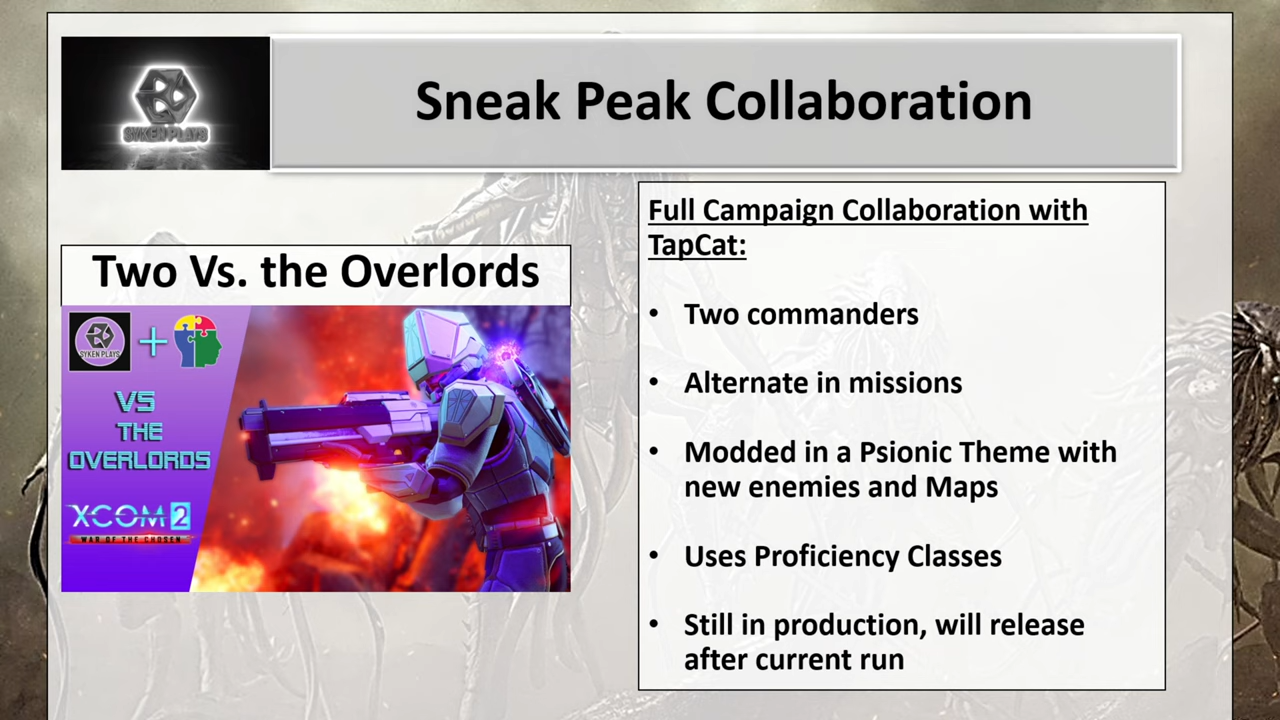 SYKEN PLAYS
Sneak Peak Collaboration
Two Vs. the Overlords
SYKEN PLAYS
+
VS
THE
OVERLORDS
XCOM 2
WAR OF THE CHOSEN
Full Campaign Collaboration with
TapCat:
• Two commanders
• Alternate in missions
• Modded in a Psionic Theme with
new enemies and Maps
• Uses Proficiency Classes
• Still in production, will release
after current run